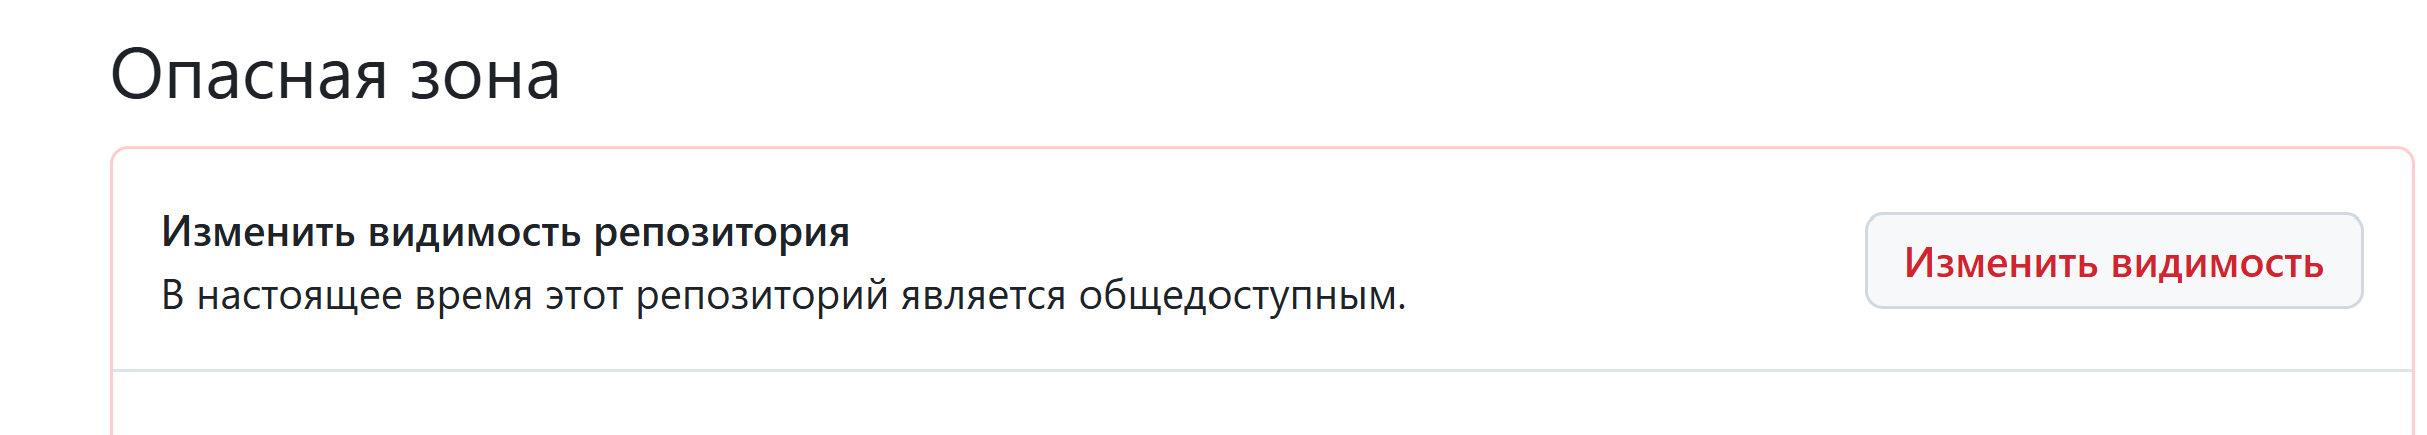 Опасная зона
Изменить видимость репозитория
В настоящее время этот репозиторий является общедоступным.
Изменить видимость